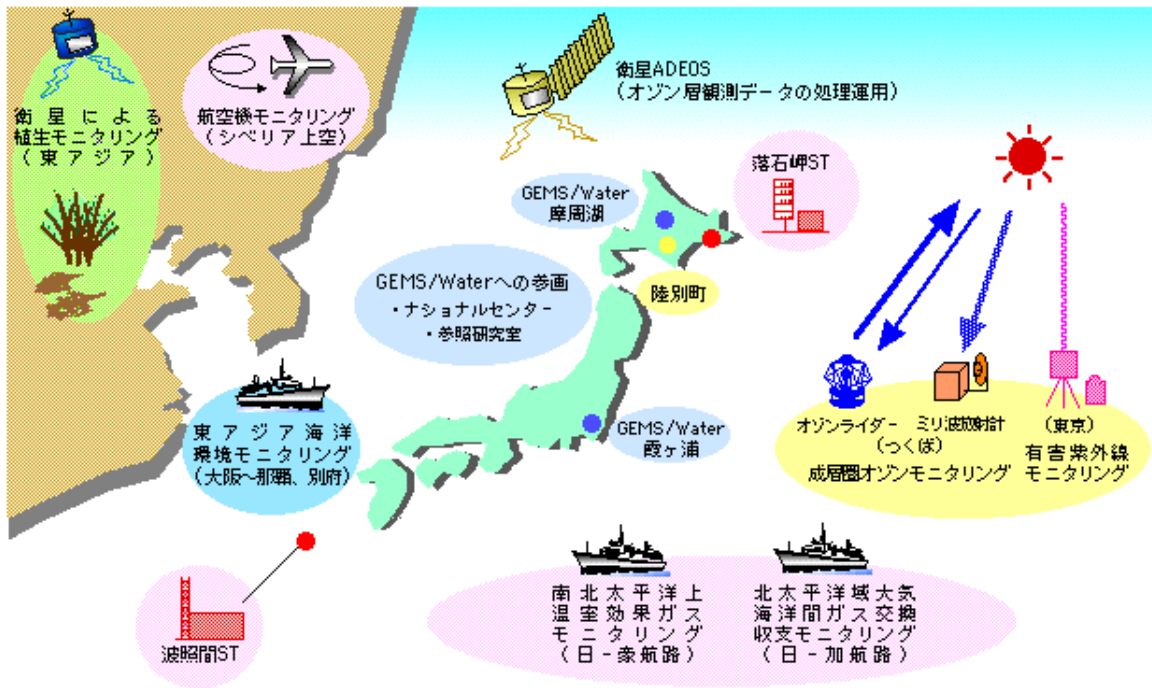 衛星による
植生モニタリング
(東アジア)
航空機モニタリング
(シベリア上空)
衛星ADEOS
(オゾン層観測データの処理運用)
落石岬ST
GEMS/Water
摩周湖
GEMS/Waterへの参画
・ナショナルセンター
・参照研究室
陸別町
東アジア海洋
環境モニタリング
(大阪～那覇、別府)
GEMS/Water
霞ヶ浦
オゾンライダー
ミリ波放射計
(つくば)
成層圏オゾンモニタリング
(東京)
有害紫外線
モニタリング
波照間ST
南北太平洋上
温室効果ガス
モニタリング
(日-豪航路)
北太平洋域大気
海洋間ガス交換
収支モニタリング
(日-加航路)